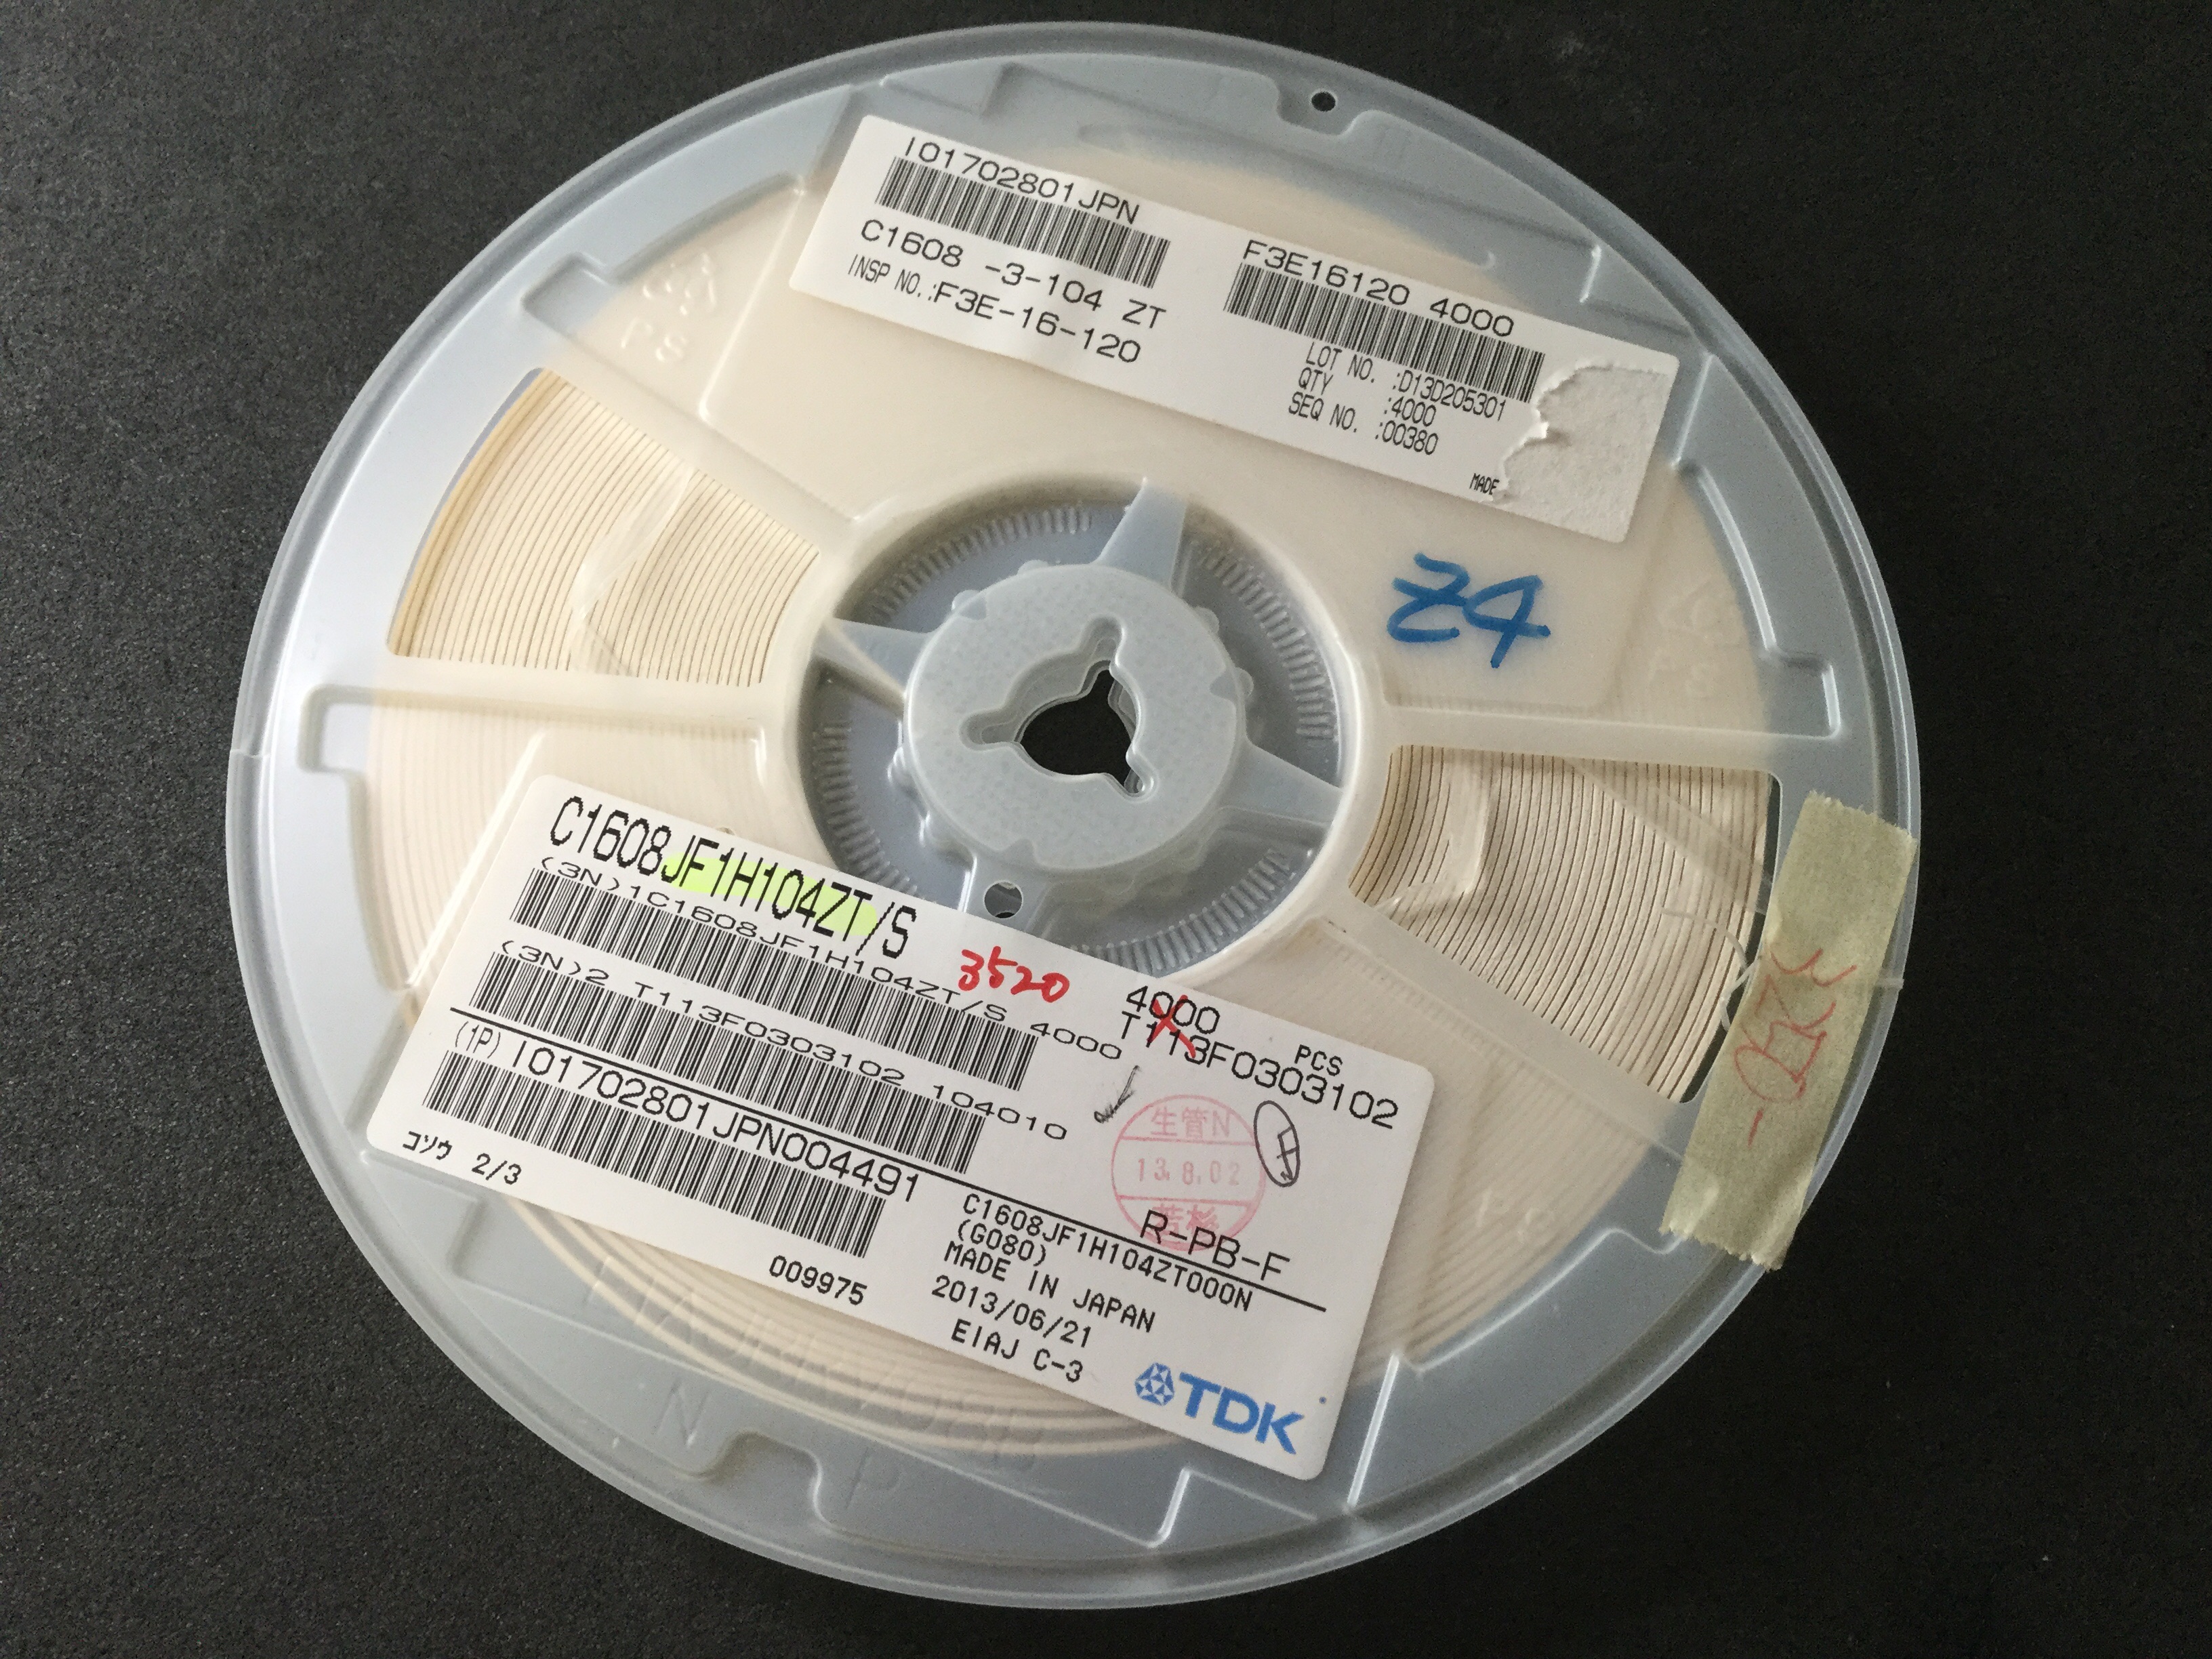 I01702801JPN
C1608 -3-104 ZT
INSP NO.:F3E-16-120
F3E16120 4000
LOT NO. :D13D205301
QTY :4000
SEQ NO. :00380
MADE
Z4
C1608JF1H104ZT/S
(3N)1C1608JF1H104ZT/S 4000
(3N)2 T113F0303102 104010
3520
4000 PCS
T113F0303102
(1P) I01702801JPN004491
コソウ 2/3
009975
生管N
13.8.02
R-PB-F
C1608JF1H104ZT000N
(G080)
MADE IN JAPAN
2013/06/21
EIAJ C-3
TDK
N
P